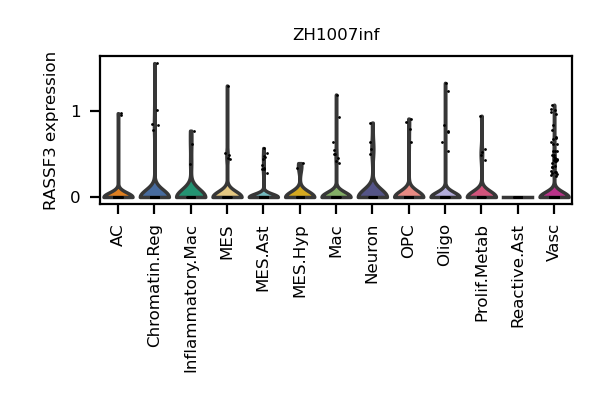 ZH1007inf
RASSF3 expression
1
0
AC
Chromatin.Reg
Inflammatory.Mac
MES
MES.Ast
MES.Hyp
Mac
Neuron
OPC
Oligo
Prolif.Metab
Reactive.Ast
Vasc